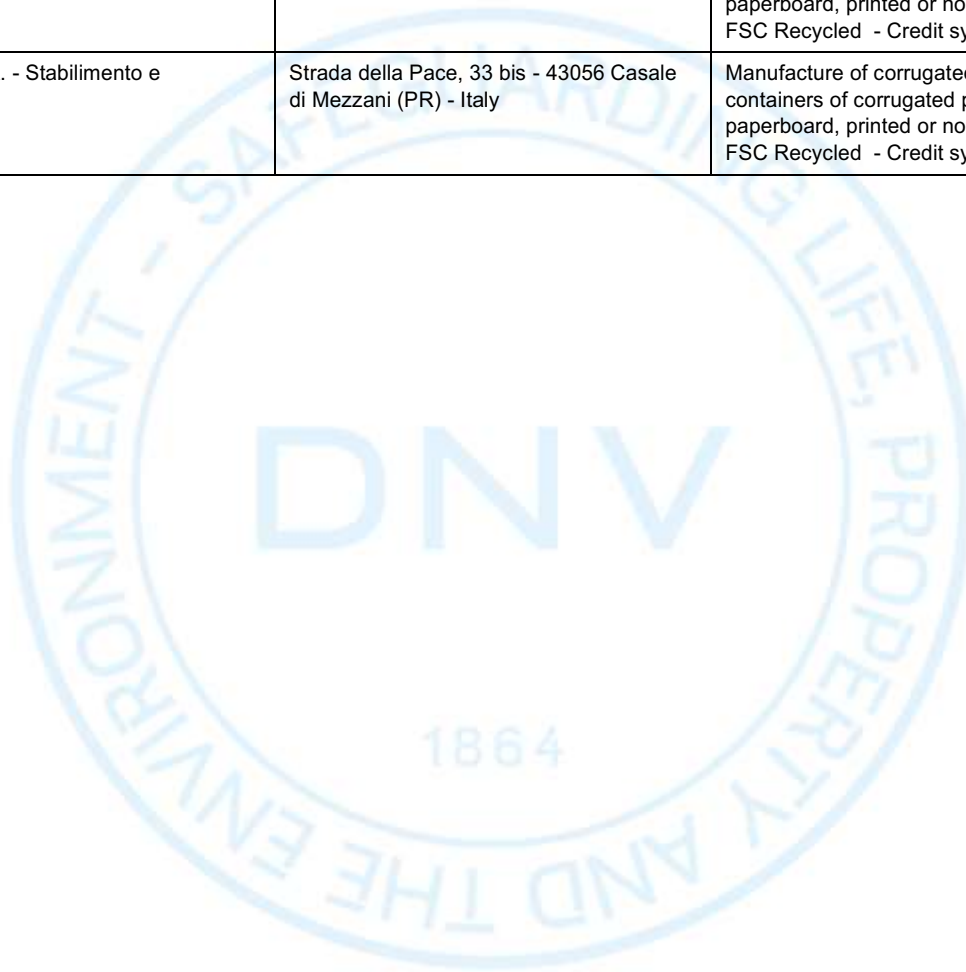 paperboard, printed or no
FSC Recycled - Credit sy
. - Stabilimento e
Strada della Pace, 33 bis - 43056 Casale
di Mezzani (PR) - Italy
Manufacture of corrugated
containers of corrugated p
paperboard, printed or no
FSC Recycled - Credit sy
SAFEGUARDING LIFE, PROPERTY AND THE ENVIRONMENT -
DNV
1864